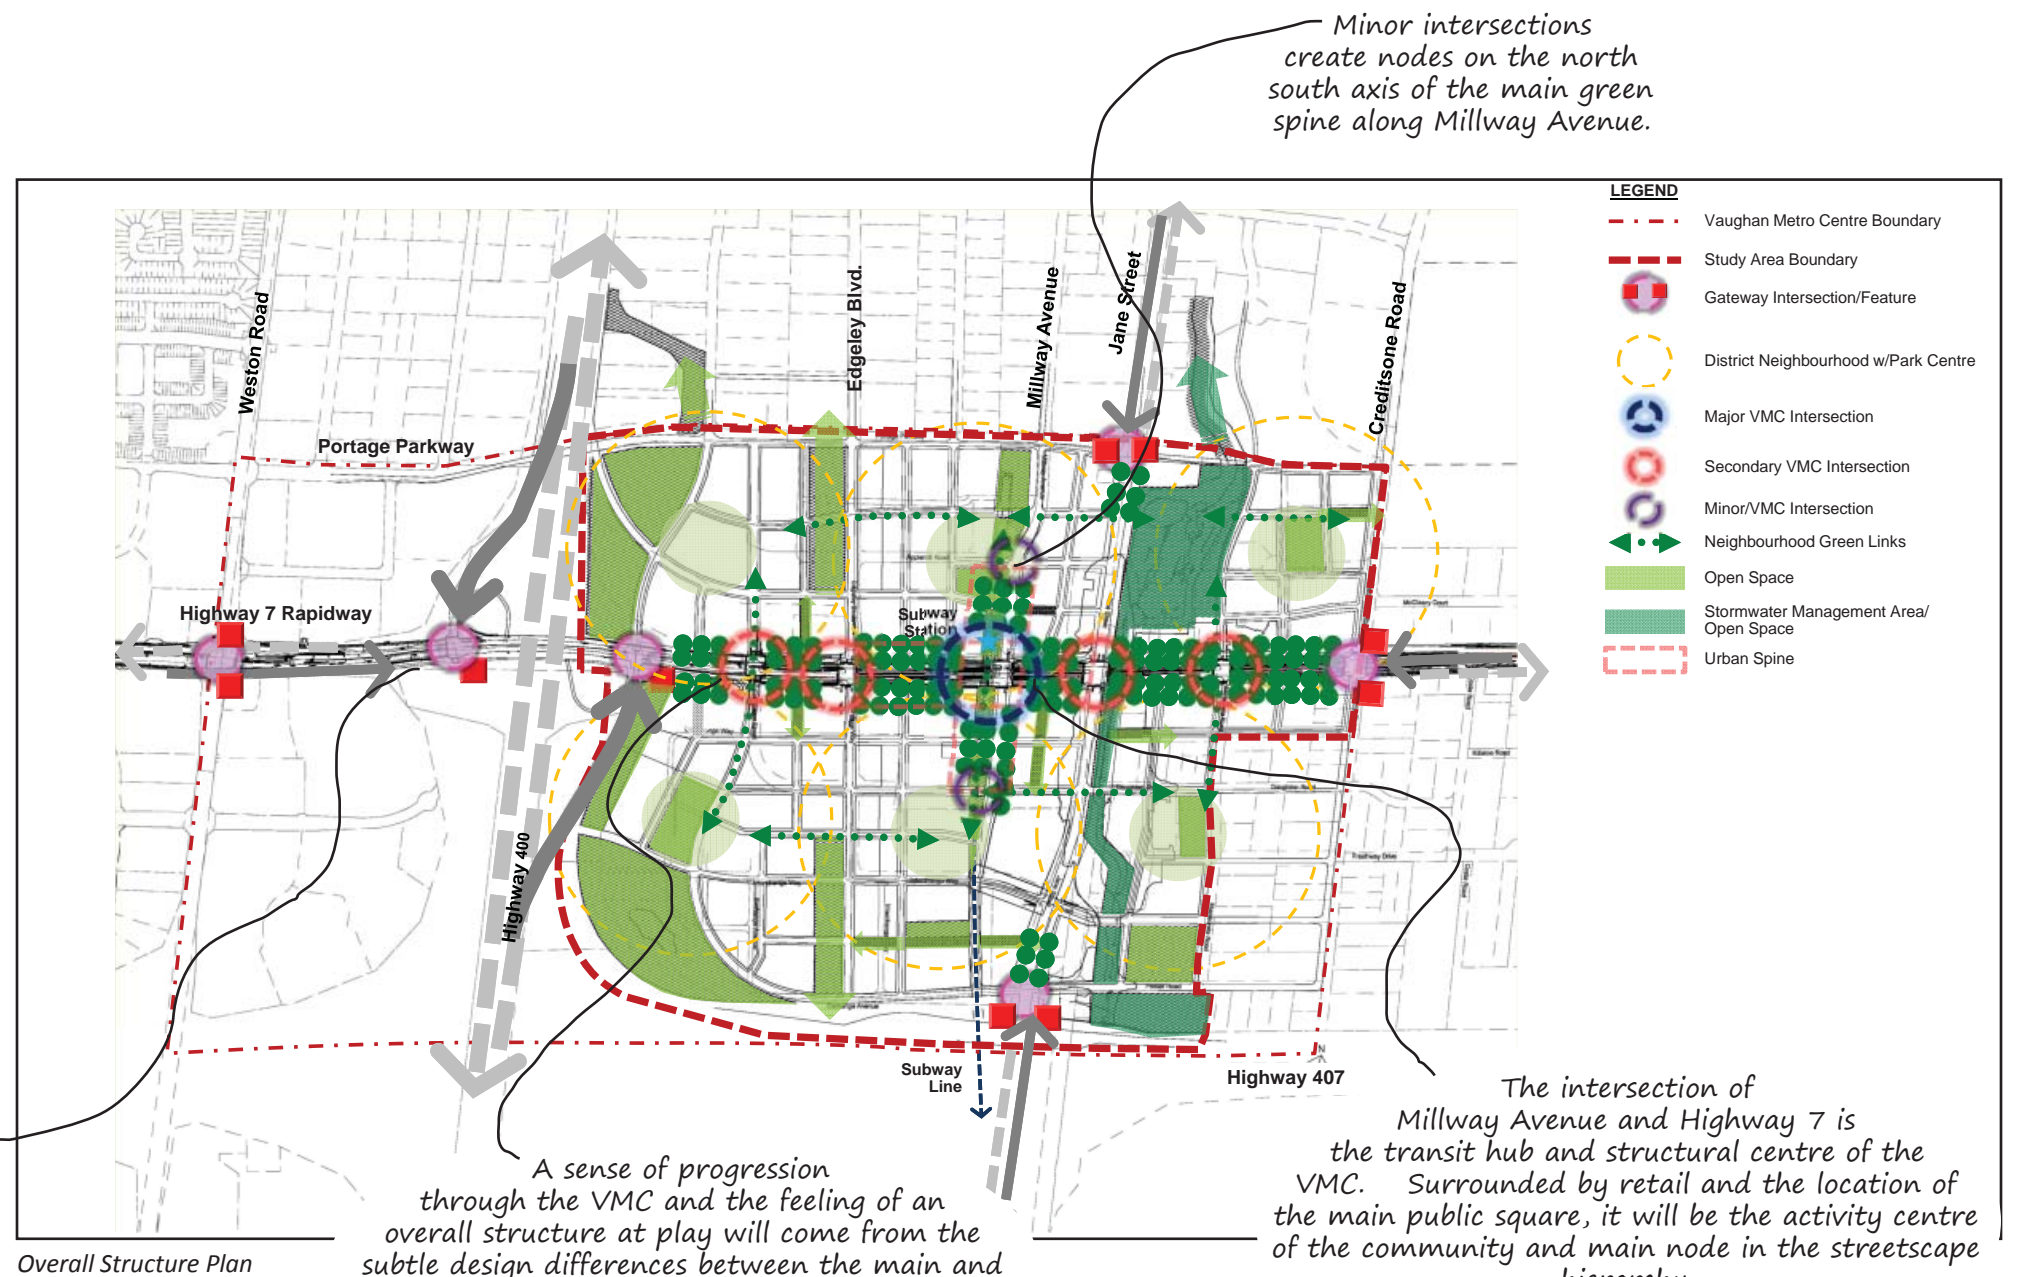 Minor intersections
create nodes on the north
south axis of the main green
spine along Millway Avenue.
LEGEND
Vaughan Metro Centre Boundary
Study Area Boundary
Gateway Intersection/Feature
District Neighbourhood w/Park Centre
Major VMC Intersection
Secondary VMC Intersection
Minor/VMC Intersection
Neighbourhood Green Links
Open Space
Stormwater Management Area/
Open Space
Urban Spine
Weston Road
Edgeley Blvd.
Millway Avenue
Jane Street
Creditsone Road
Portage Parkway
Highway 7 Rapidway
Subway
Station
McCleary Court
Highway 400
Subway
Line
N
Highway 407
A sense of progression
through the VMC and the feeling of an
overall structure at play will come from the
subtle design differences between the main and
The intersection of
Millway Avenue and Highway 7 is
the transit hub and structural centre of the
VMC. Surrounded by retail and the location of
the main public square, it will be the activity centre
of the community and main node in the streetscape
Overall Structure Plan